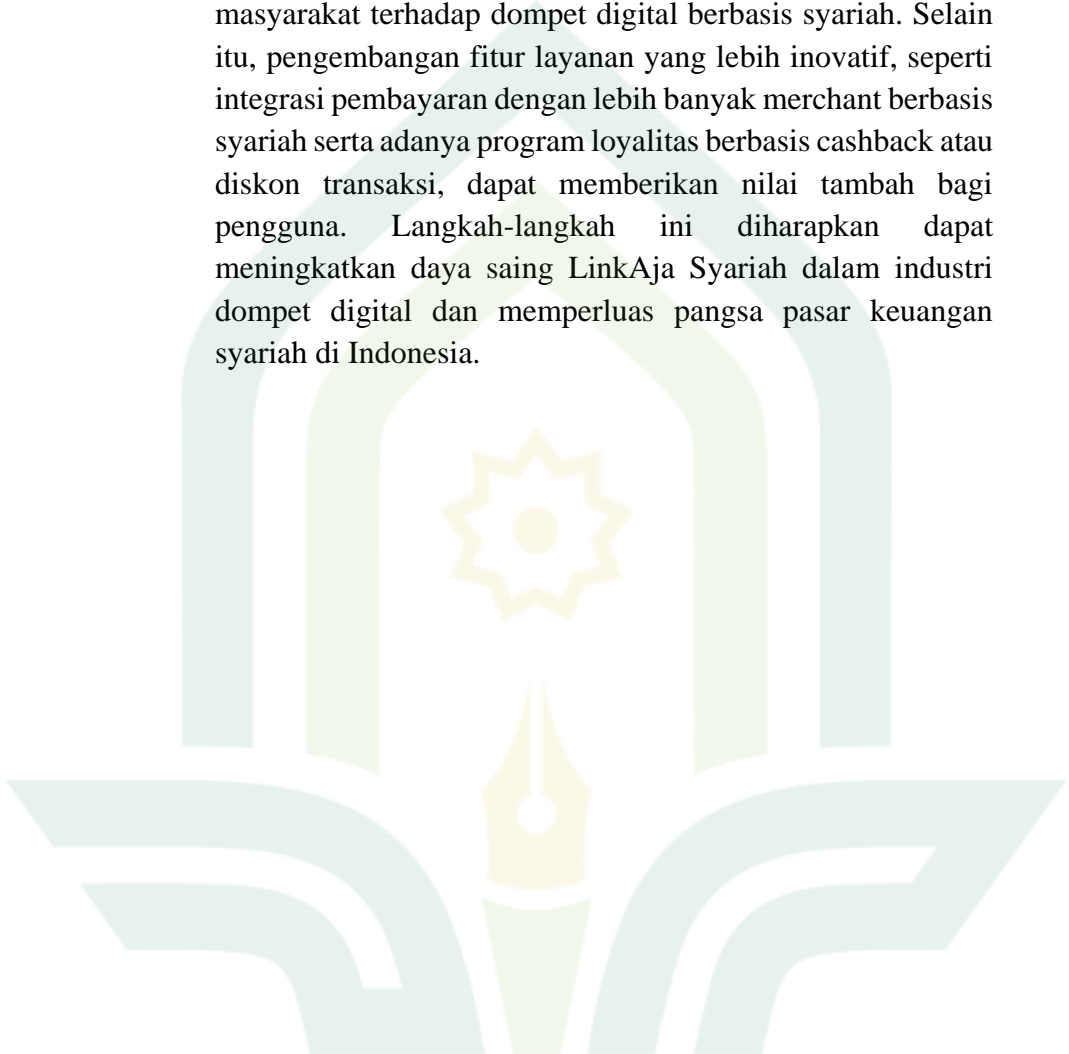 masyarakat terhadap dompet digital berbasis syariah. Selain
itu, pengembangan fitur layanan yang lebih inovatif, seperti
integrasi pembayaran dengan lebih banyak merchant berbasis
syariah serta adanya program loyalitas berbasis cashback atau
diskon transaksi, dapat memberikan nilai tambah bagi
pengguna. Langkah-langkah ini diharapkan dapat
meningkatkan daya saing LinkAja Syariah dalam industri
dompet digital dan memperluas pangsa pasar keuangan
syariah di Indonesia.